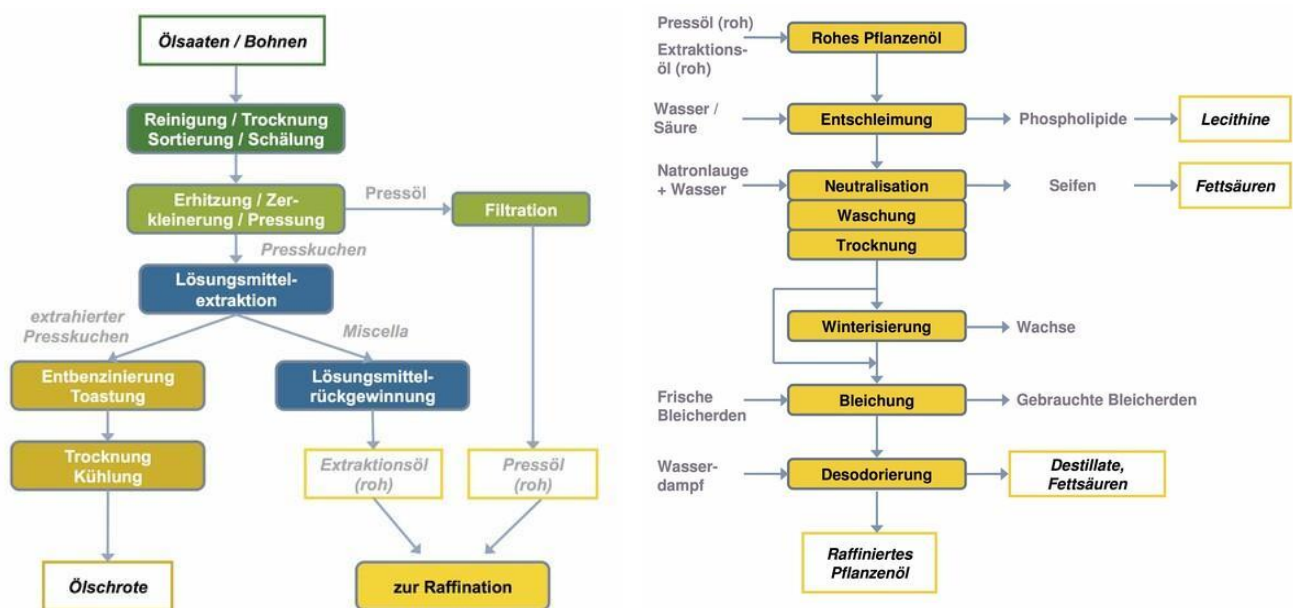 Ölsaaten / Bohnen
Reinigung / Trocknung
Sortierung / Schälung
Erhitzung / Zer-
kleinerung / Pressung
Pressöl
Filtration
Presskuchen
Lösungsmittel-
extraktion
extrahierter
Presskuchen
Miscella
Entbenzinierung
Toastung
Lösungsmittel-
rückgewinnung
Trocknung
Kühlung
Extraktionsöl
(roh)
Pressöl
(roh)
Ölschrote
zur Raffination
Pressöl (roh)
Extraktions-
öl (roh)
Rohes Pflanzenöl
Wasser /
Säure
Entschleimung
Phospholipide
Lecithine
Natronlauge
+ Wasser
Neutralisation
Seifen
Fettsäuren
Waschung
Trocknung
Winterisierung
Wachse
Frische
Bleicherden
Bleichung
Gebrauchte Bleicherden
Wasser-
dampf
Desodorierung
Destillate,
Fettsäuren
Raffiniertes
Pflanzenöl